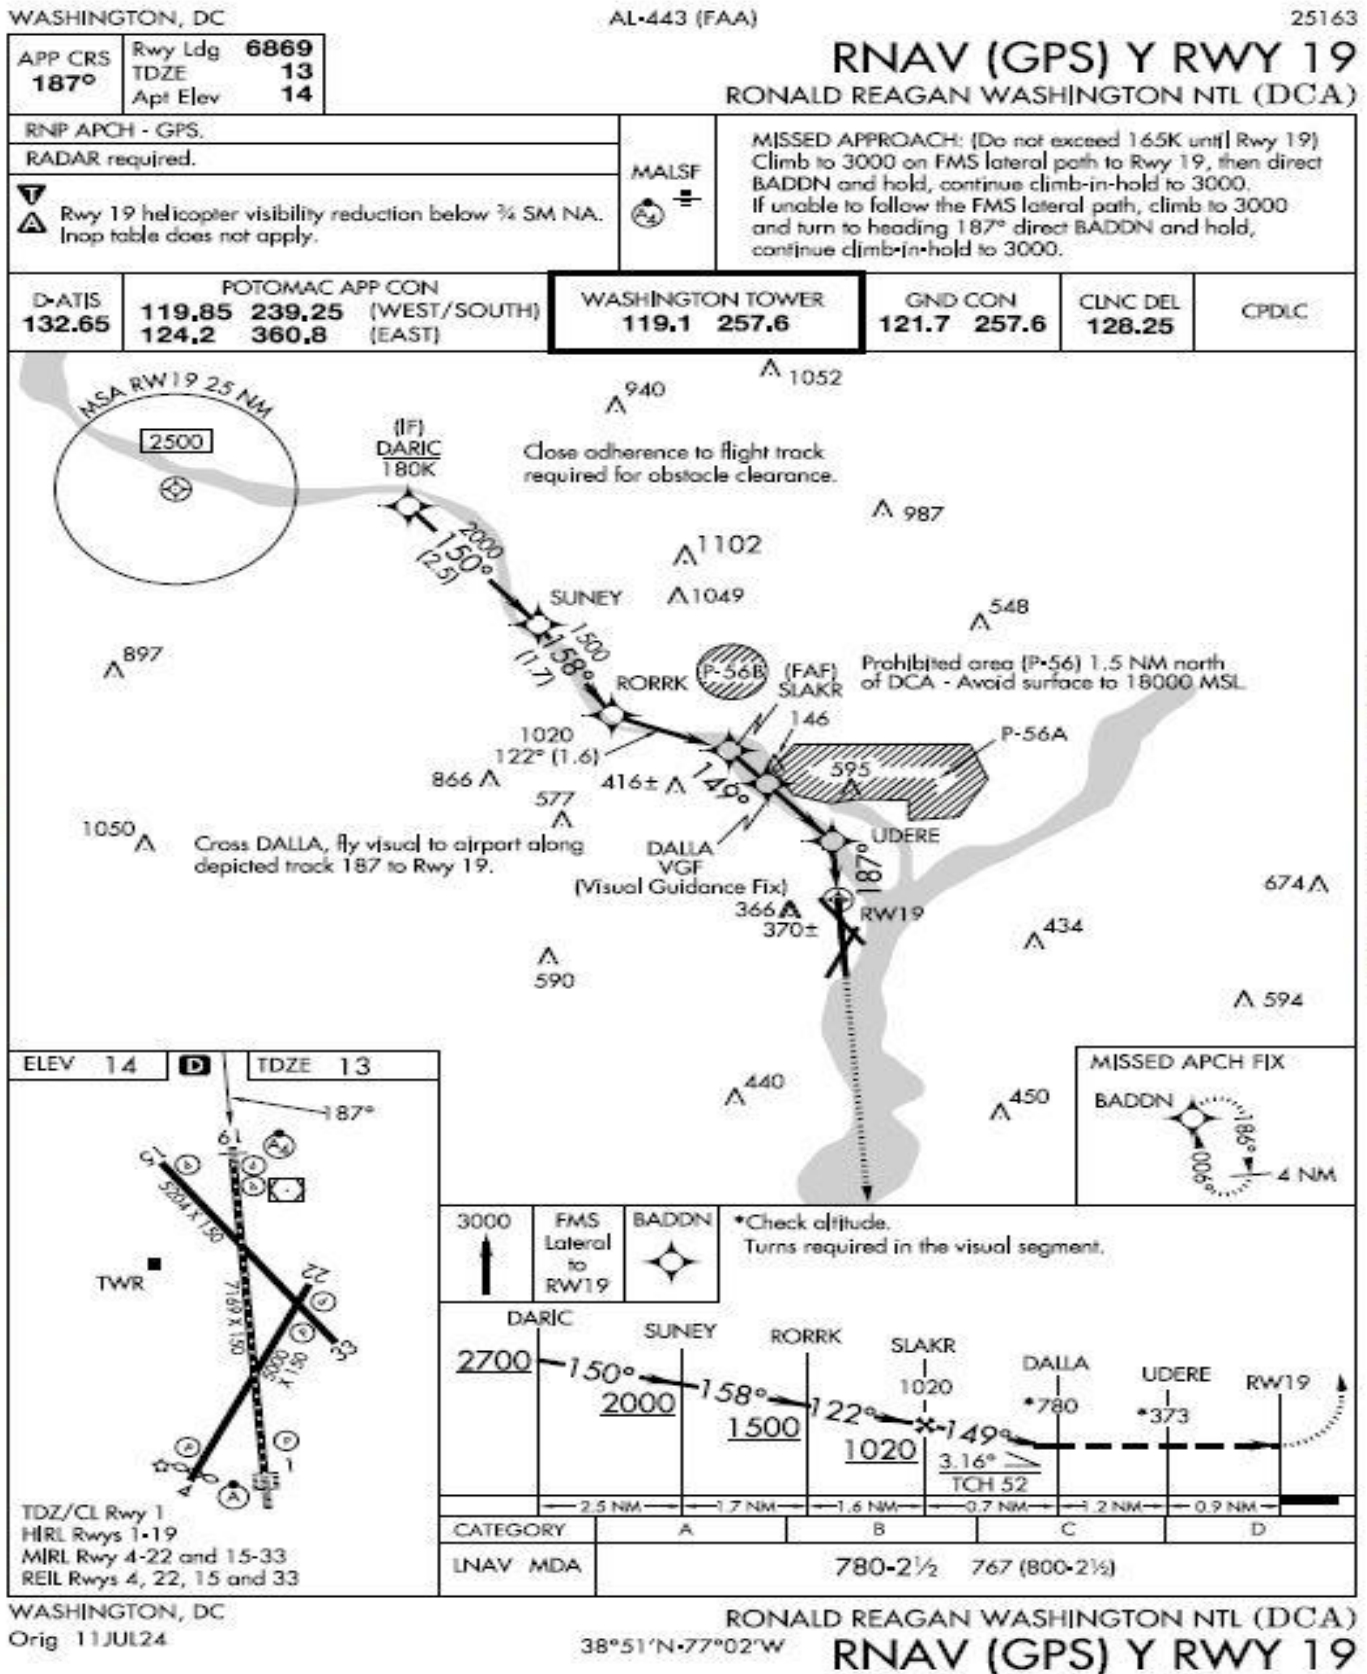 WASHINGTON, DC
AL-443 (FAA)
25163
APP CRS
187°
Rwy Ldg 6869
TDZE 13
Apt Elev 14
RNAV (GPS) Y RWY 19
RONALD REAGAN WASHINGTON NTL (DCA)
RNP APCH - GPS.
RADAR required.
T
A
Rwy 19 helicopter visibility reduction below ¾ SM NA.
Inop table does not apply.
MALSF
A4
MISSED APPROACH: (Do not exceed 165K until Rwy 19)
Climb to 3000 on FMS lateral path to Rwy 19, then direct
BADDN and hold, continue climb-in-hold to 3000.
If unable to follow the FMS lateral path, climb to 3000
and turn to heading 187° direct BADDN and hold,
continue climb-in-hold to 3000.
D-ATIS
132.65
POTOMAC APP CON
119.85 239.25 (WEST/SOUTH)
124.2 360.8 (EAST)
WASHINGTON TOWER
119.1 257.6
GND CON
121.7 257.6
CLNC DEL
128.25
CPDLC
MSA RW19 25 NM
2500
940
1052
(IF)
DARIC
180K
Close adherence to flight track
required for obstacle clearance.
987
2000
150°
(2.5)
1102
1049
SUNEY
548
1500
158°
(1.7)
897
P-56B
(FAF)
SLAKR
Prohibited area (P-56) 1.5 NM north
of DCA - Avoid surface to 18000 MSL
RORRK
146
P-56A
1020
122° (1.6)
866
416±
149°
595
577
1050
Cross DALLA, fly visual to airport along
depicted track 187 to Rwy 19.
DALLA
VGF
(Visual Guidance Fix)
UDERE
187°
674
366
370±
RW19
434
590
594
440
450
MISSED APCH FIX
BADDN
186°
006°
4 NM
ELEV 14
D
TDZE 13
187°
19
15
5204 X 150
TWR
7169 X 150
22
5000
X 150
33
4
1
A
P
TDZ/CL Rwy 1
HIRL Rwys 1-19
MIRL Rwy 4-22 and 15-33
REIL Rwys 4, 22, 15 and 33
3000
FMS
Lateral
to
RW19
BADDN
*Check altitude.
Turns required in the visual segment.
DARIC
SUNEY
RORRK
SLAKR
DALLA
UDERE
RW19
2700
150°
2000
158°
1500
122°
1020
1020
149°
*780
*373
3.16°
TCH 52
2.5 NM
1.7 NM
1.6 NM
0.7 NM
1.2 NM
0.9 NM
CATEGORY A B C D
LNAV MDA 780-2½ 767 (800-2½)
WASHINGTON, DC
Orig 11JUL24
38°51'N-77°02'W
RONALD REAGAN WASHINGTON NTL (DCA)
RNAV (GPS) Y RWY 19